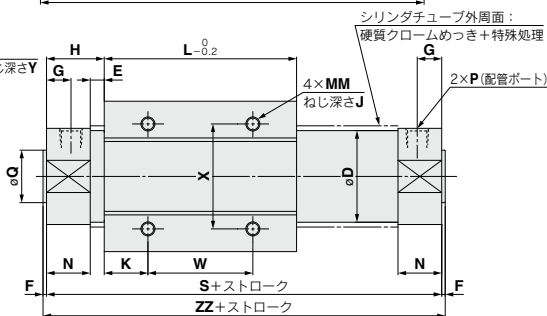 シリンダチューブ外周面：
硬質クロームめっき＋特殊処理
H
L 0 -0.2
G
じ深さY
G
E
4×MM
ねじ深さJ
2×P(配管ポート)
øQ
X
øD
N
K
W
N
F
S＋ストローク
F
ZZ＋ストローク